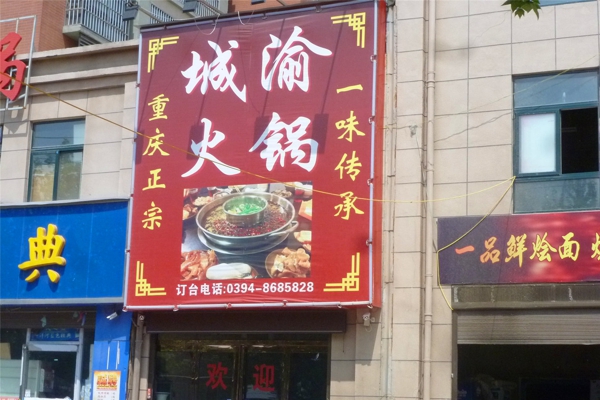 城渝
火锅
重庆正宗
一味传承
订台电话:0394-8685828
欢迎
典
一品鲜烩面